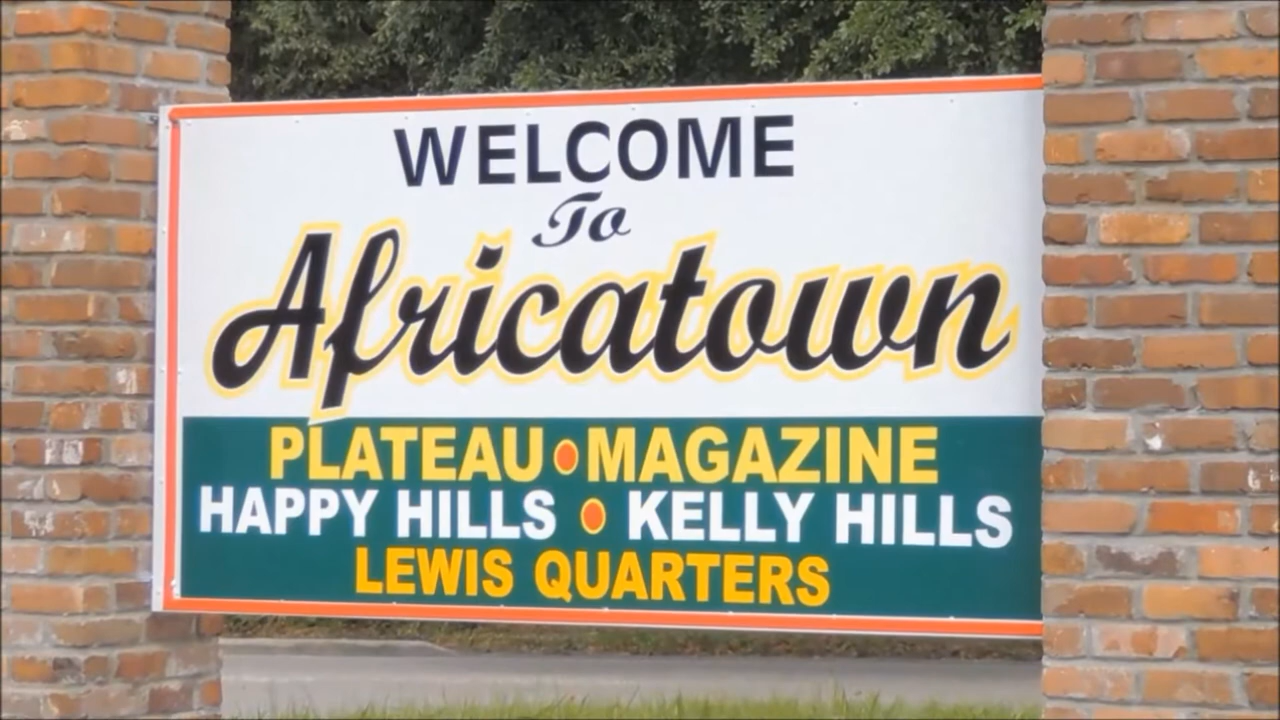 WELCOME
To
Africatown
PLATEAU • MAGAZINE
HAPPY HILLS • KELLY HILLS
LEWIS QUARTERS